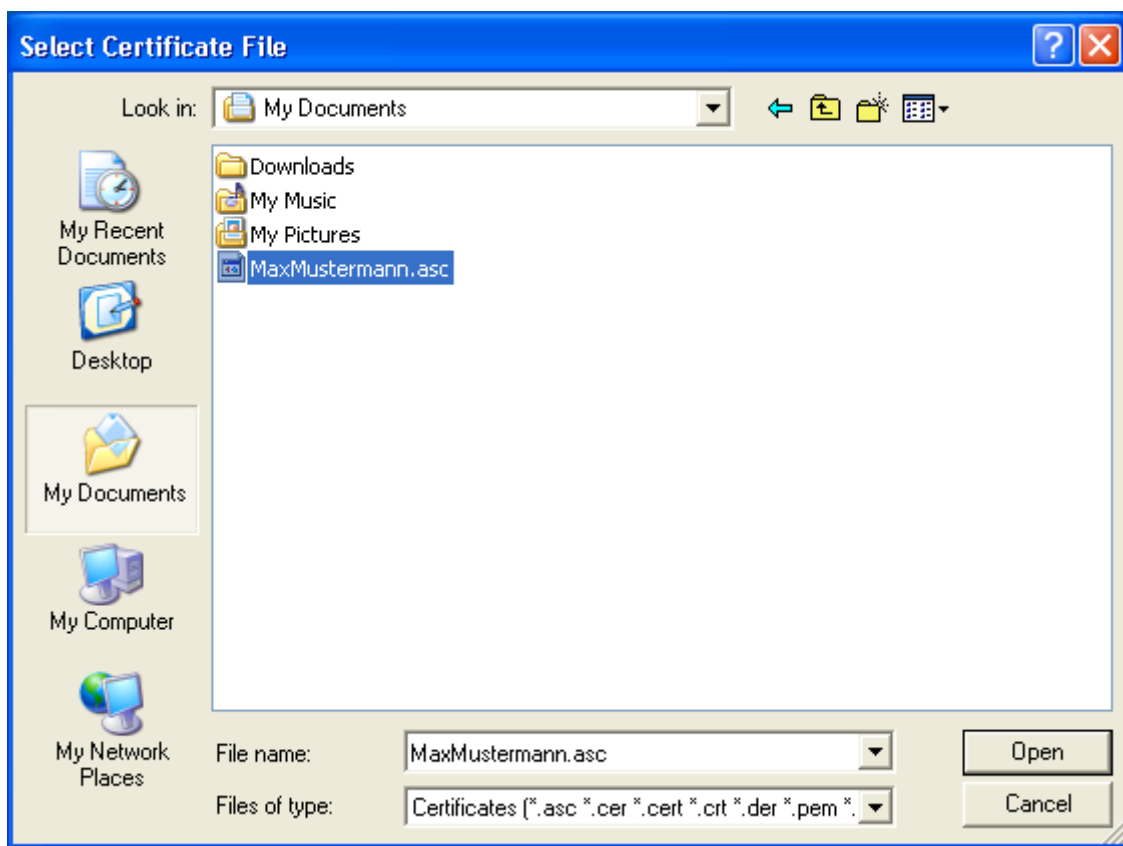 Select Certificate File
Look in: My Documents
Downloads
My Music
My Pictures
MaxMustermann.asc
My Recent
Documents
Desktop
My Documents
My Computer
My Network
Places
File name: MaxMustermann.asc Open
Files of type: Certificates (*.asc *.cer *.cert *.crt *.der *.pem *. Cancel